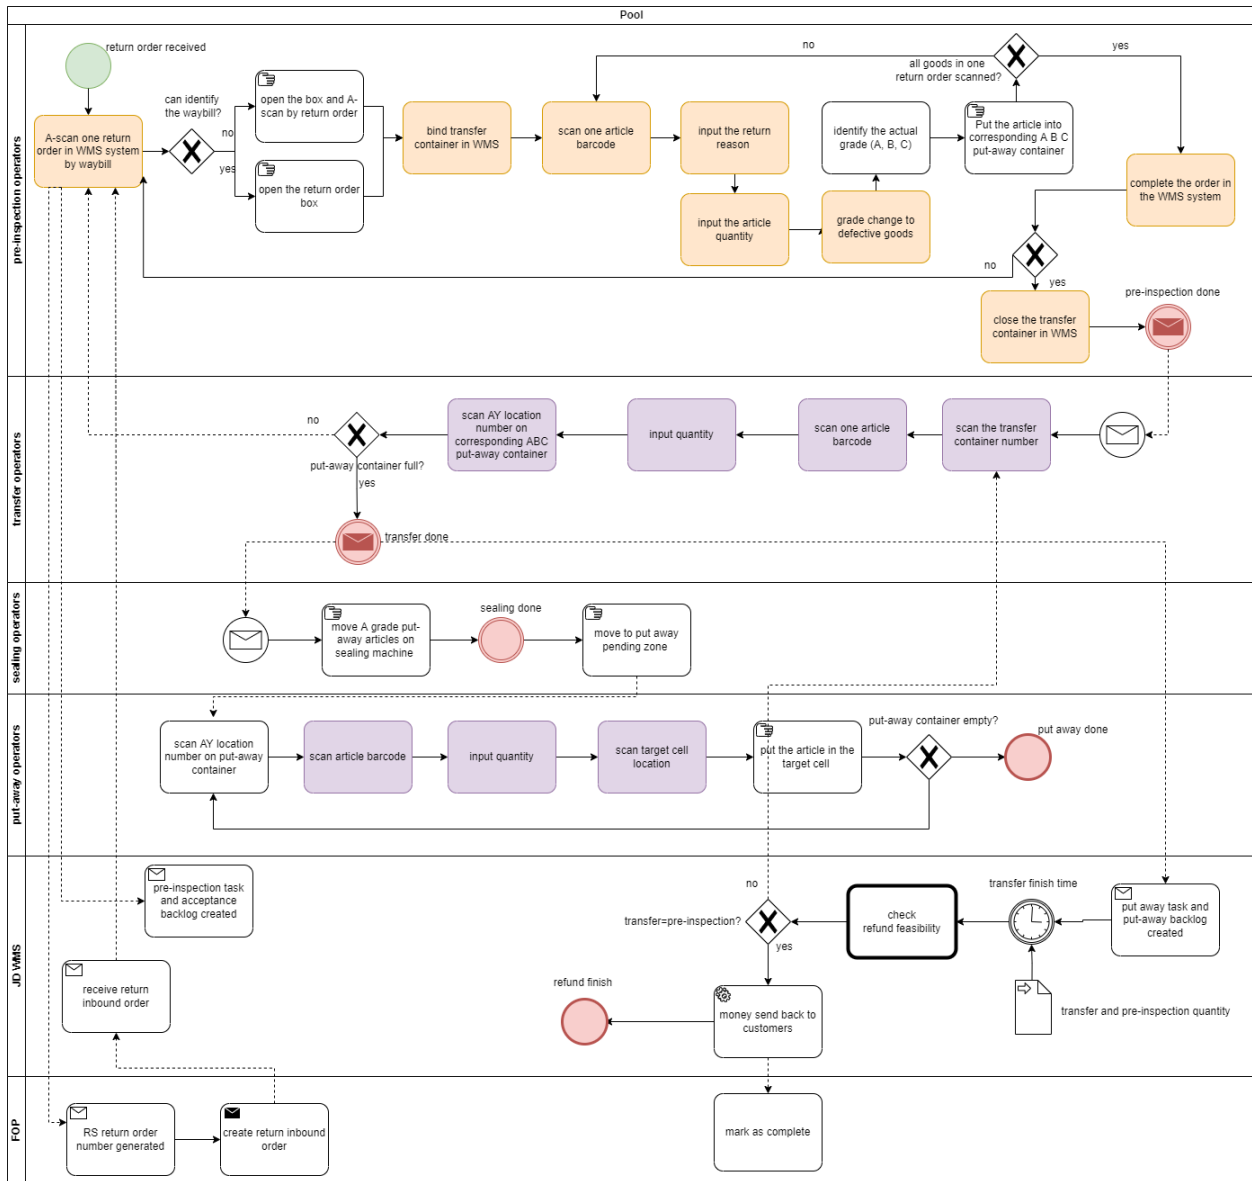 Pool
pre-inspection operators
return order received
A-scan one return
order in WMS system
by waybill
can identify
the waybill?
no
yes
open the box and A-
scan by return order
open the return order
box
bind transfer
container in WMS
scan one article
barcode
input the return
reason
input the article
quantity
grade change to
defective goods
identify the actual
grade (A, B, C)
Put the article into
corresponding A B C
put-away container
all goods in one
return order scanned?
no
yes
complete the order in
the WMS system
no
yes
close the transfer
container in WMS
pre-inspection done
transfer operators
scan the transfer
container number
scan one article
barcode
input quantity
scan AY location
number on
corresponding ABC
put-away container
no
put-away container full?
yes
transfer done
sealing operators
move A grade put-
away articles on
sealing machine
sealing done
move to put away
pending zone
put-away operators
scan AY location
number on put-away
container
scan article barcode
input quantity
scan target cell
location
put the article in the
target cell
put-away container empty?
put away done
JD WMS
pre-inspection task
and acceptance
backlog created
receive return
inbound order
no
transfer=pre-inspection?
yes
check
refund feasibility
transfer finish time
put away task and
put-away backlog
created
transfer and pre-inspection quantity
refund finish
money send back to
customers
FOP
RS return order
number generated
create return inbound
order
mark as complete